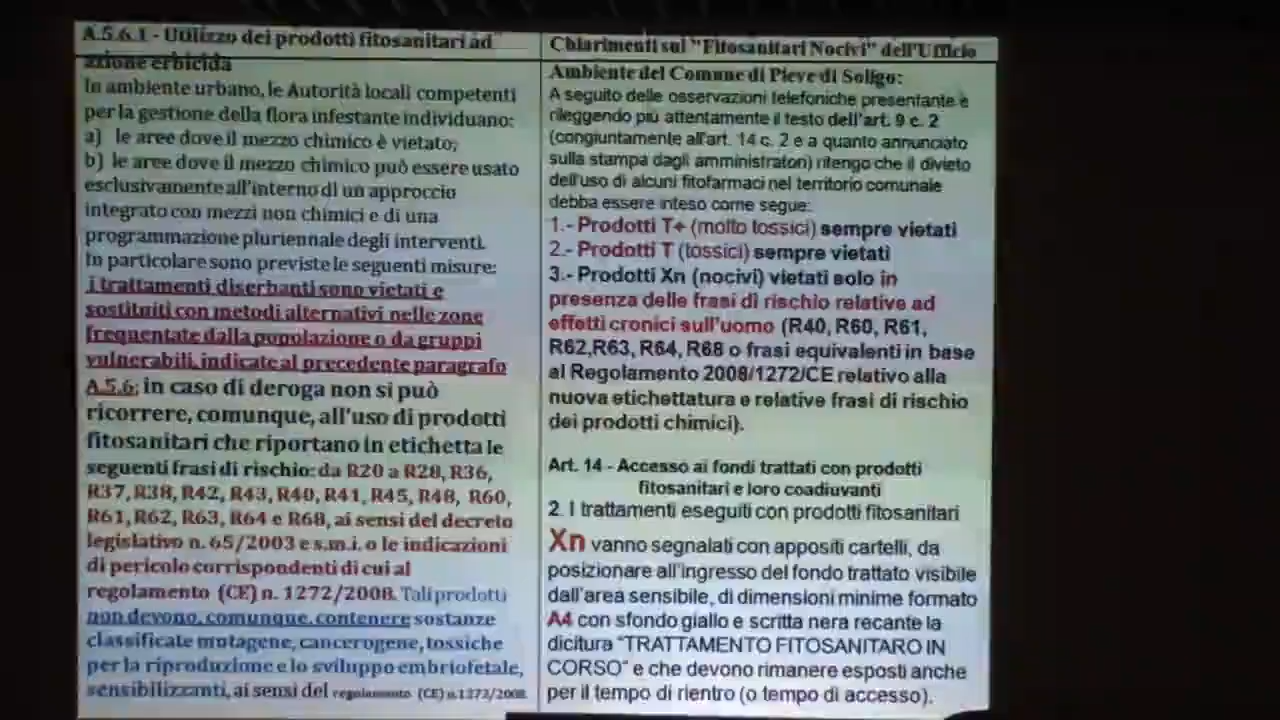 A.5.6.1 - Utilizzo dei prodotti fitosanitari ad
azione erbicida
In ambiente urbano, le Autorità locali competenti
per la gestione della flora infestante individuano:
a) le aree dove il mezzo chimico è vietato;
b) le aree dove il mezzo chimico può essere usato
esclusivamente all'interno di un approccio
integrato con mezzi non chimici e di una
programmazione pluriennale degli interventi.
In particolare sono previste le seguenti misure:
i trattamenti diserbanti sono vietati e
sostituiti con metodi alternativi nelle zone
frequentate dalla popolazione o da gruppi
vulnerabili, indicate al precedente paragrafo
A.5.6; in caso di deroga non si può
ricorrere, comunque, all'uso di prodotti
fitosanitari che riportano in etichetta le
seguenti frasi di rischio: da R20 a R28, R36,
R37, R38, R42, R43, R40, R41, R45, R48, R60,
R61, R62, R63, R64 e R68, ai sensi del decreto
legislativo n. 65/2003 e s.m.i. o le indicazioni
di pericolo corrispondenti di cui al
regolamento (CE) n. 1272/2008. Tali prodotti
non devono, comunque, contenere sostanze
classificate mutagene, cancerogene, tossiche
per la riproduzione e lo sviluppo embriofetale,
sensibilizzanti, ai sensi del regolamento (CE) n.1272/2008.
Chiarimenti sul "Fitosanitari Nocivi" dell'Ufficio
Ambiente del Comune di Pieve di Soligo:
A seguito delle osservazioni telefoniche presentante e
rileggendo più attentamente il testo dell'art. 9 c. 2
(congiuntamente all'art. 14 c. 2 e a quanto annunciato
sulla stampa dagli amministratori) ritengo che il divieto
dell'uso di alcuni fitofarmaci nel territorio comunale
debba essere inteso come segue:
1.- Prodotti T+ (molto tossici) sempre vietati
2.- Prodotti T (tossici) sempre vietati
3.- Prodotti Xn (nocivi) vietati solo in
presenza delle frasi di rischio relative ad
effetti cronici sull'uomo (R40, R60, R61,
R62,R63, R64, R68 o frasi equivalenti in base
al Regolamento 2008/1272/CE relativo alla
nuova etichettatura e relative frasi di rischio
dei prodotti chimici).
Art. 14 - Accesso ai fondi trattati con prodotti
fitosanitari e loro coadiuvanti
2. I trattamenti eseguiti con prodotti fitosanitari
Xn vanno segnalati con appositi cartelli, da
posizionare all'ingresso del fondo trattato visibile
dall'area sensibile, di dimensioni minime formato
A4 con sfondo giallo e scritta nera recante la
dicitura "TRATTAMENTO FITOSANITARO IN
CORSO" e che devono rimanere esposti anche
per il tempo di rientro (o tempo di accesso).